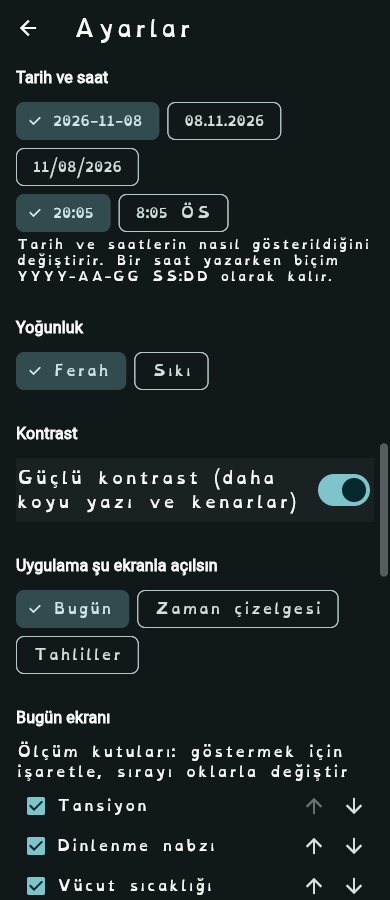 Ayarlar
Tarih ve saat
2026-11-08
08.11.2026
11/08/2026
20:05
8:05 ÖS
Tarih ve saatlerin nasıl gösterildiğini
değiştirir. Bir saat yazarken biçim
YYYY-AA-GG SS:DD olarak kalır.
Yoğunluk
Ferah
Sıkı
Kontrast
Güçlü kontrast (daha
koyu yazı ve kenarlar)
Uygulama şu ekranla açılsın
Bugün
Zaman çizelgesi
Tahliller
Bugün ekranı
Ölçüm kutuları: göstermek için
işaretle, sırayı oklarla değiştir
Tansiyon
Dinlenme nabzı
Vücut sıcaklığı